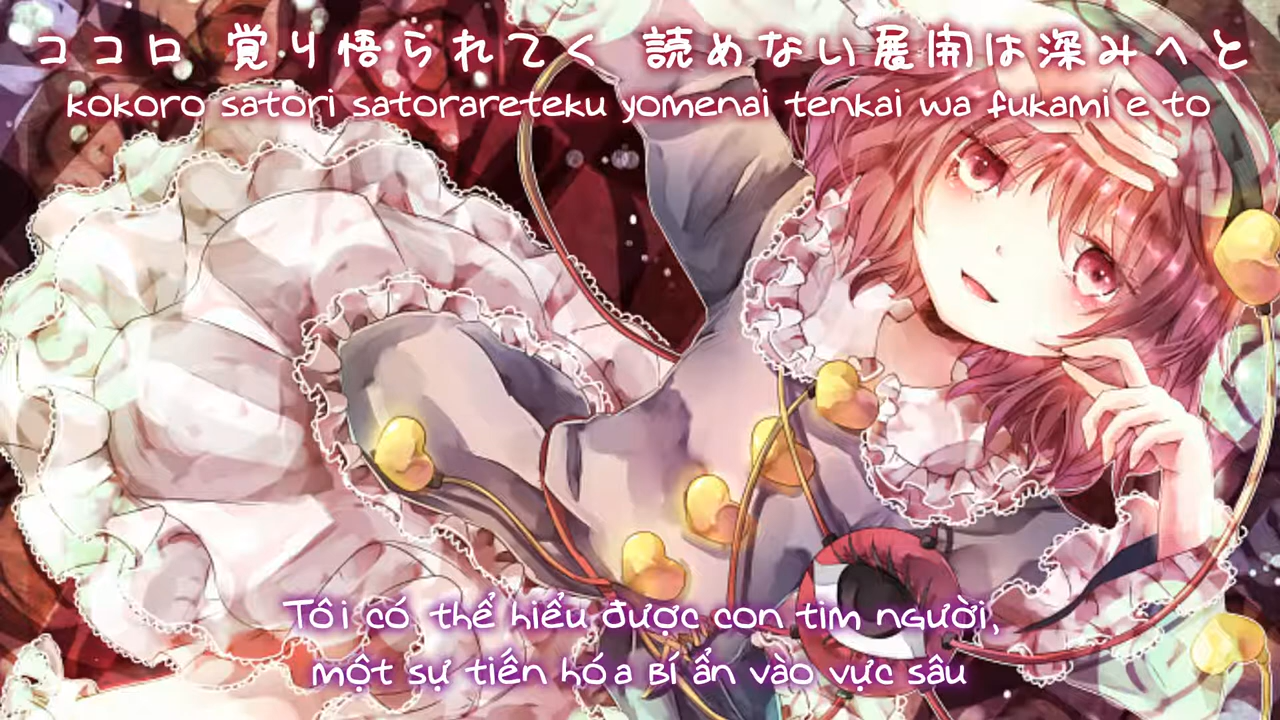 ココロ 覚り悟られてく 読めない展開は深みへと
kokoro satori satorareteku yomenai tenkai wa fukami e to
Tôi có thể hiểu được con tim người,
một sự tiến hóa bí ẩn vào vực sâu